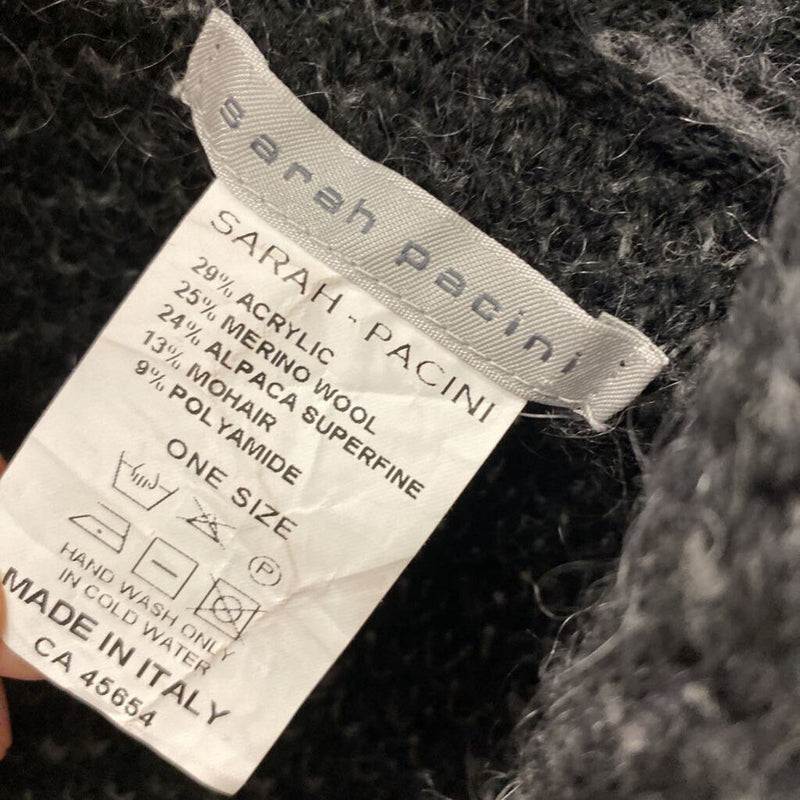 sarah pacini
SARAH - PACINI
29% ACRYLIC
25% MERINO WOOL
24% ALPACA SUPERFINE
13% MOHAIR
9% POLYAMIDE
ONE SIZE
P
HAND WASH ONLY
IN COLD WATER
MADE IN ITALY
CA 45654